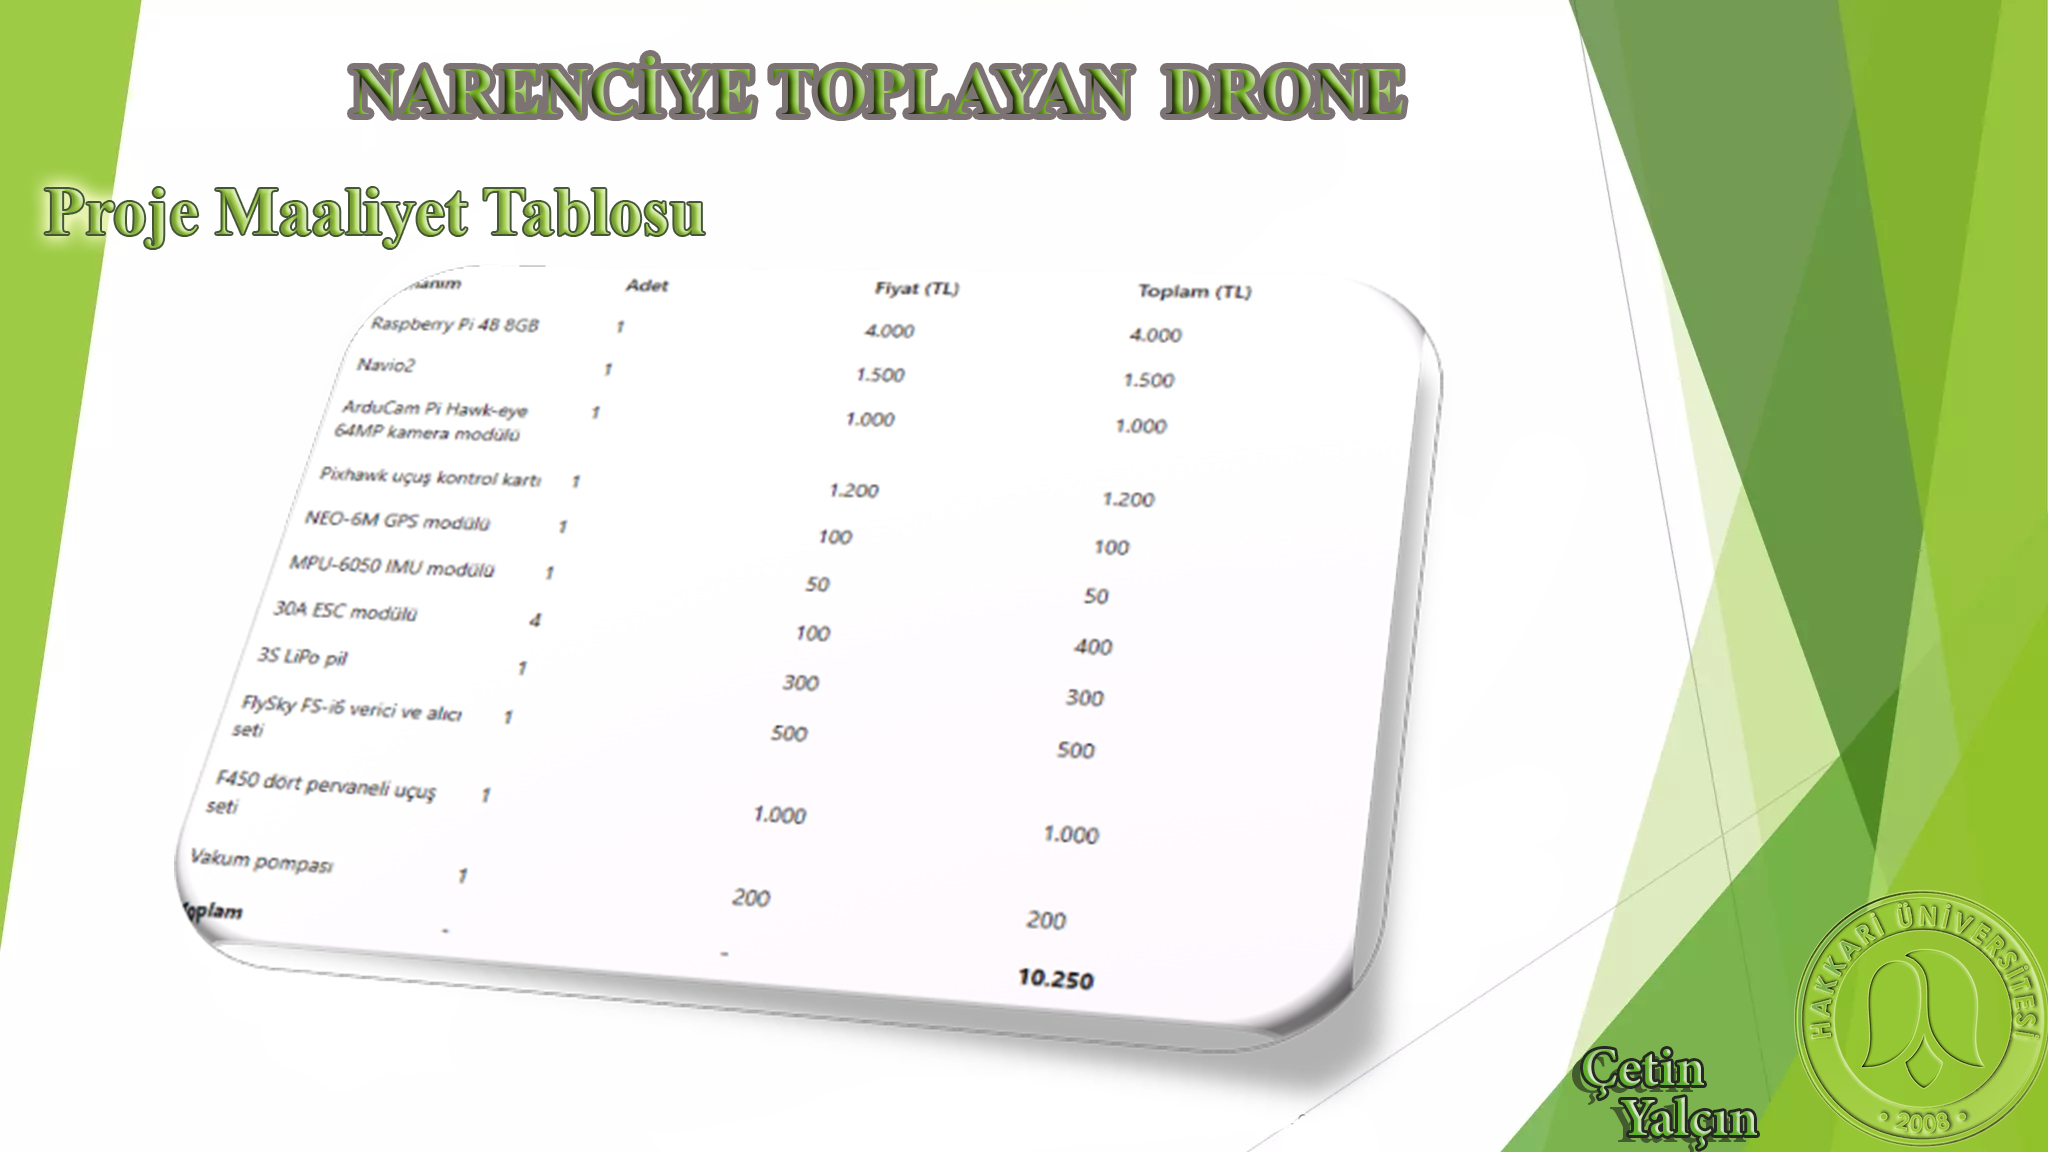 NARENCİYE TOPLAYAN DRONE
Proje Maaliyet Tablosu
Adet Fiyat (TL) Toplam (TL)
Raspberry Pi 4B 8GB 1 4.000 4.000
Navio2 1 1.500 1.500
ArduCam Pi Hawk-eye 1 1.000 1.000
64MP kamera modülü
Pixhawk uçuş kontrol kartı 1 1.200 1.200
NEO-6M GPS modülü 1 100 100
MPU-6050 IMU modülü 1 50 50
30A ESC modülü 4 100 400
3S LiPo pil 1 300 300
FlySky FS-i6 verici ve alıcı 1 500 500
seti
F450 dört pervaneli uçuş 1 1.000 1.000
seti
Vakum pompası 1 200 200
Toplam - - 10.250
Çetin
Yalçın
HAKKARİ ÜNİVERSİTESİ
• 2008 •